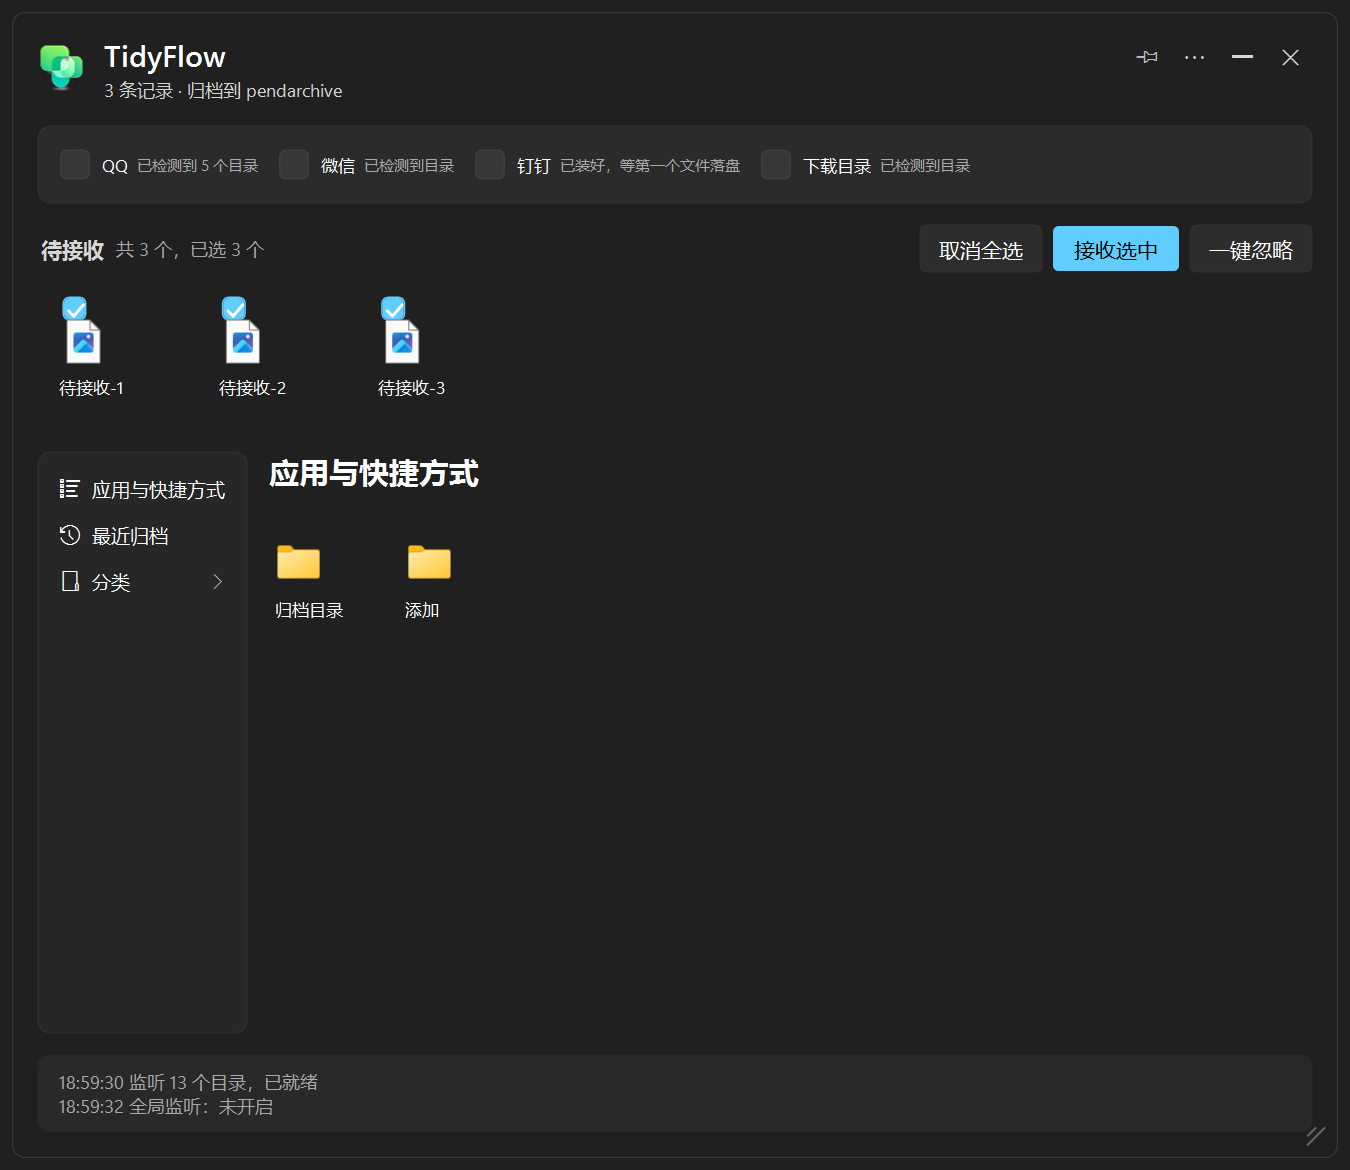 TidyFlow
3 条记录 · 归档到 pendarchive
QQ 已检测到 5 个目录 微信 已检测到目录 钉钉 已装好，等第一个文件落盘 下载目录 已检测到目录
待接收 共 3 个，已选 3 个 取消全选 接收选中 一键忽略
待接收-1 待接收-2 待接收-3
应用与快捷方式
最近归档
分类
应用与快捷方式
归档目录 添加
18:59:30 监听 13 个目录，已就绪
18:59:32 全局监听：未开启